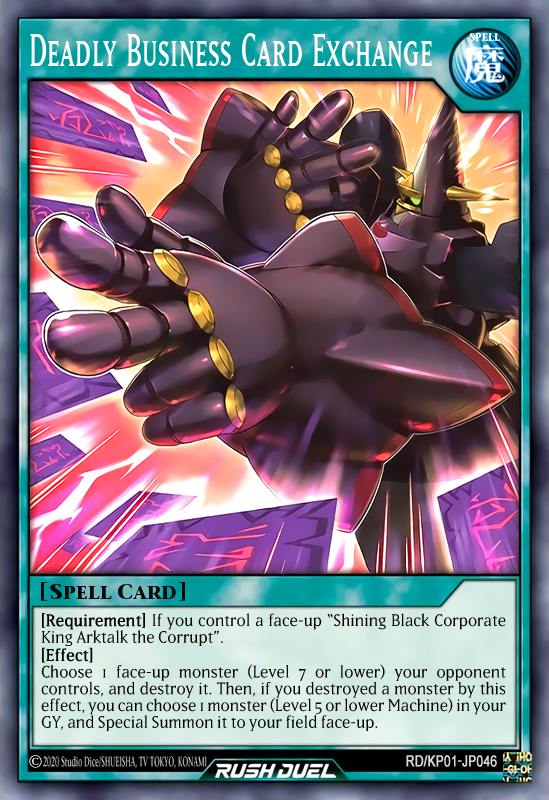 DEADLY BUSINESS CARD EXCHANGE
SPELL
魔
[SPELL CARD]
[Requirement] If you control a face-up “Shining Black Corporate
King Arktalk the Corrupt”.
[Effect]
Choose 1 face-up monster (Level 7 or lower) your opponent
controls, and destroy it. Then, if you destroyed a monster by this
effect, you can choose 1 monster (Level 5 or lower Machine) in your
GY, and Special Summon it to your field face-up.
©2020 Studio Dice/SHUEISHA, TV TOKYO, KONAMI
RUSH DUEL
RD/KP01-JP046